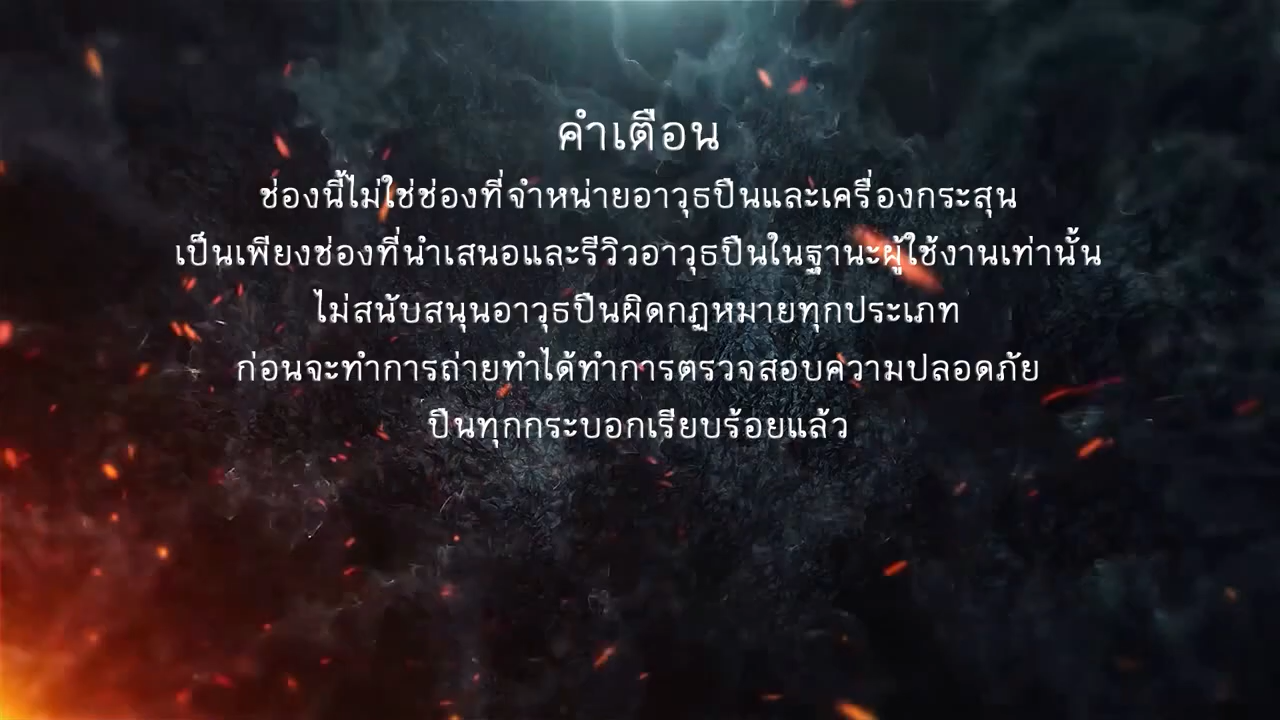 คำเตือน
ช่องนี้ไม่ใช่ช่องที่จำหน่ายอาวุธปืนและเครื่องกระสุน
เป็นเพียงช่องที่นำเสนอและรีวิวอาวุธปืนในฐานะผู้ใช้งานเท่านั้น
ไม่สนับสนุนอาวุธปืนผิดกฏหมายทุกประเภท
ก่อนจะทำการถ่ายทำได้ทำการตรวจสอบความปลอดภัย
ปืนทุกกระบอกเรียบร้อยแล้ว